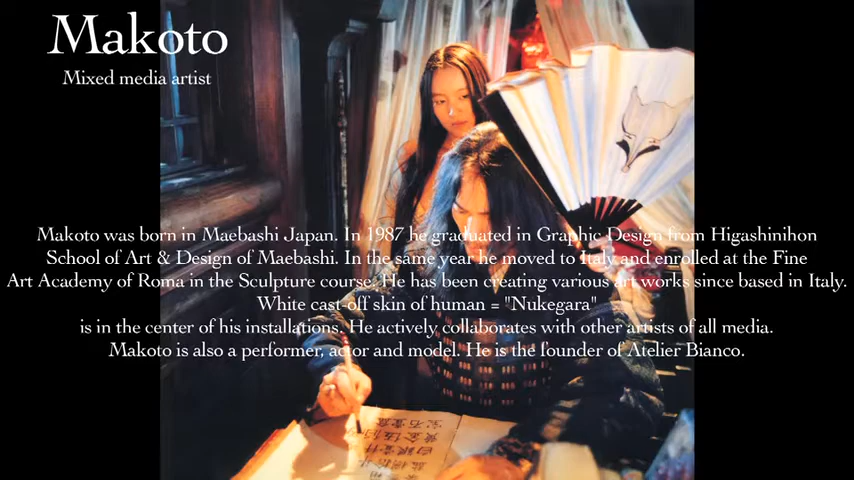 Makoto
Mixed media artist
Makoto was born in Maebashi Japan. In 1987 he graduated in Graphic Design from Higashinihon
School of Art & Design of Maebashi. In the same year he moved to Italy and enrolled at the Fine
Art Academy of Roma in the Sculpture course. He has been creating various art works since based in Italy.
White cast-off skin of human = "Nukegara"
is in the center of his installations. He actively collaborates with other artists of all media.
Makoto is also a performer, actor and model. He is the founder of Atelier Bianco.